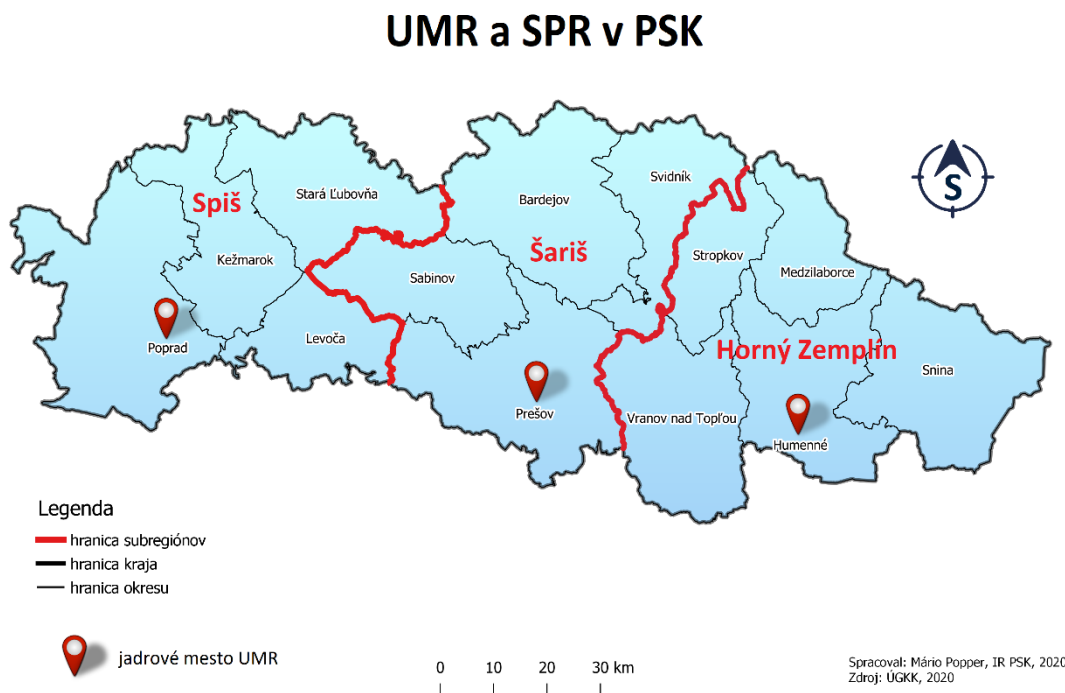 UMR a SPR v PSK
Svidník
Stará Ľubovňa
Bardejov
Spiš
Šariš
Stropkov
Kežmarok
Sabinov
Medzilaborce
Levoča
Poprad
Horný Zemplín
Snina
Prešov
Vranov nad Topľou
Humenné
S
Legenda
hranica subregiónov
hranica kraja
hranica okresu
jadrové mesto UMR
0 10 20 30 km
Spracoval: Mário Popper, IR PSK, 2020
Zdroj: ÚGKK, 2020